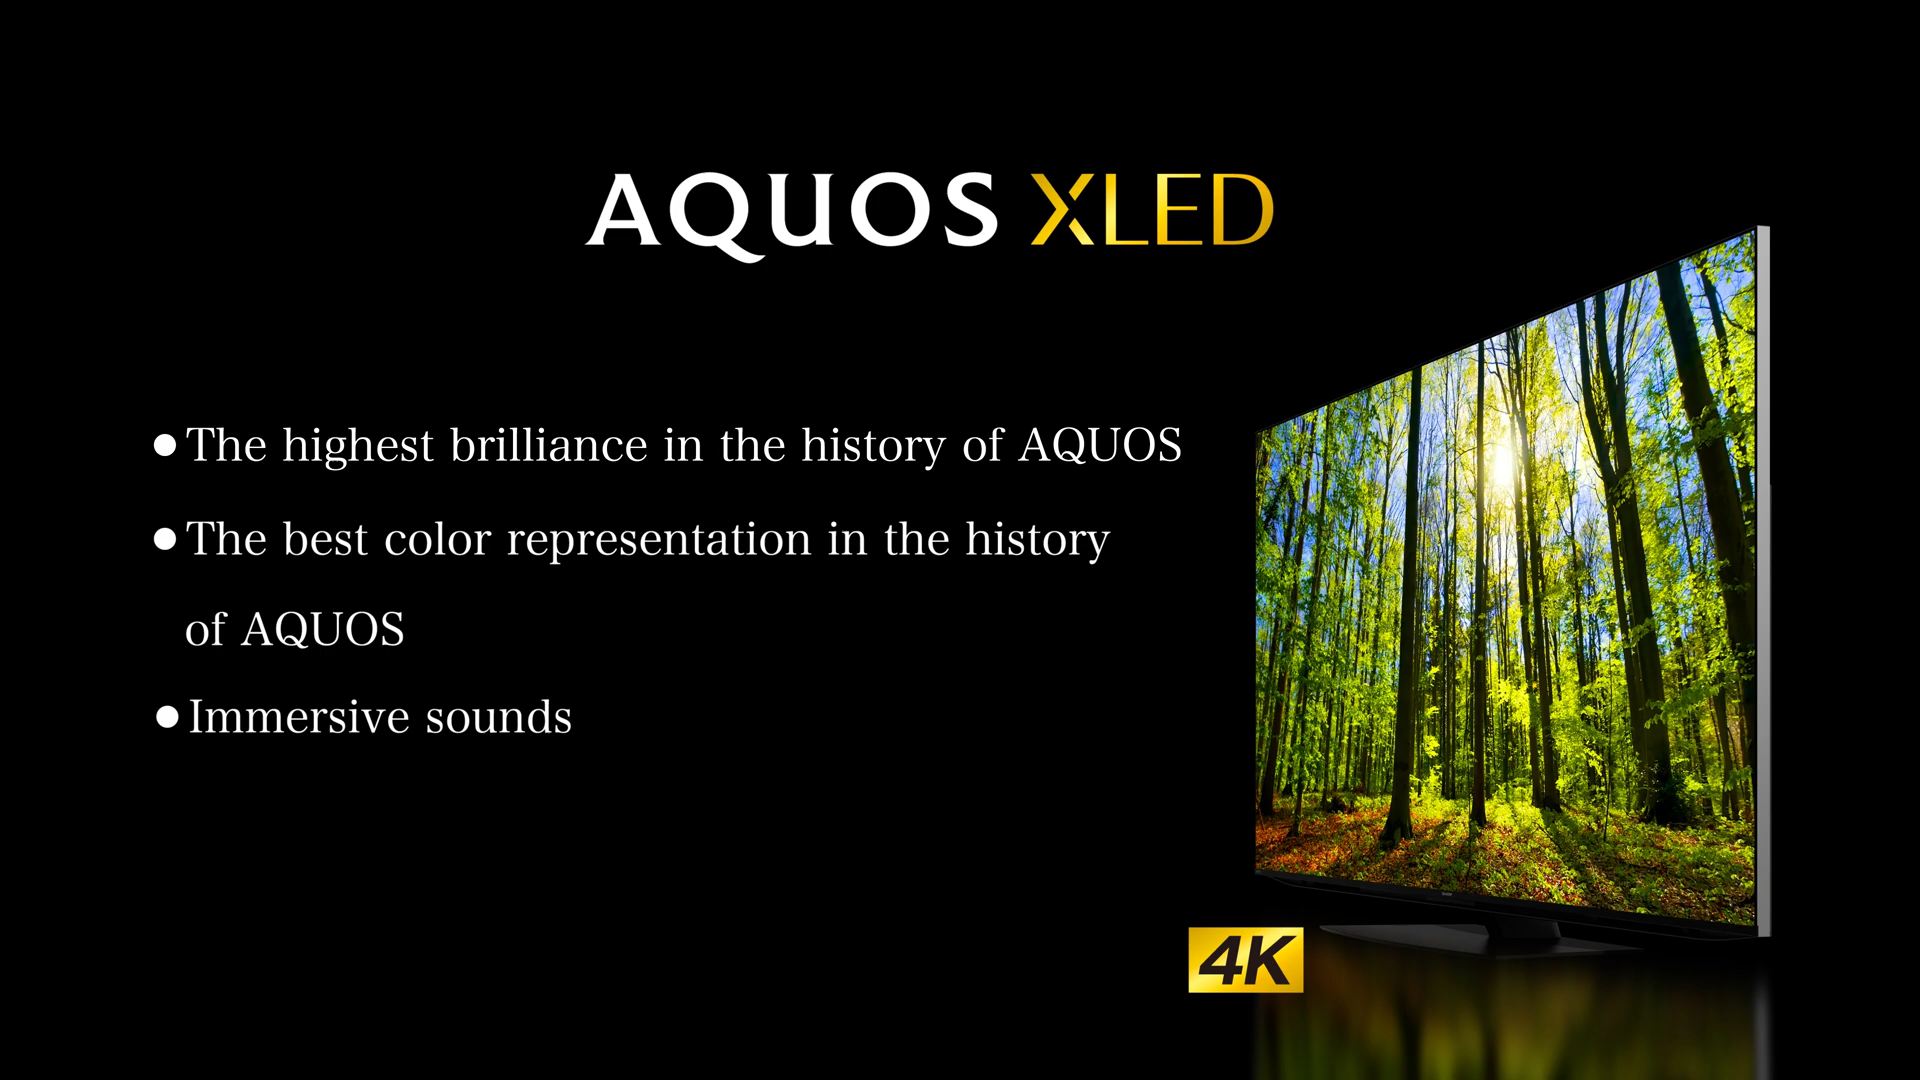 AQUOS XLED
●The highest brilliance in the history of AQUOS
●The best color representation in the history
of AQUOS
●Immersive sounds
4K